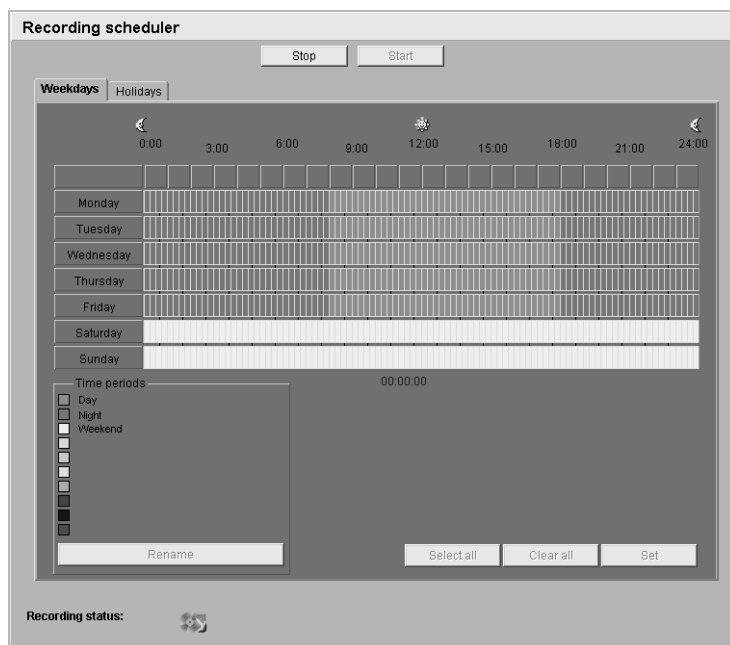 Recording scheduler
Stop Start
Weekdays Holidays
0:00 3:00 6:00 9:00 12:00 15:00 18:00 21:00 24:00
Monday
Tuesday
Wednesday
Thursday
Friday
Saturday
Sunday
Time periods 00:00:00
Day
Night
Weekend
Rename Select all Clear all Set
Recording status: